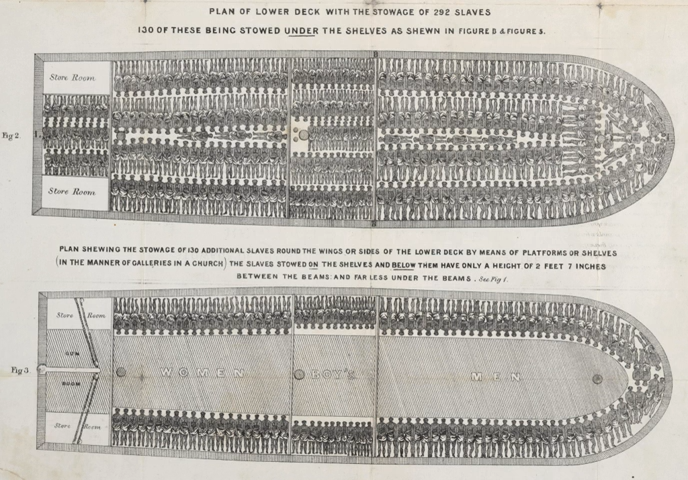 PLAN OF LOWER DECK WITH THE STOWAGE OF 292 SLAVES
130 OF THESE BEING STOWED UNDER THE SHELVES AS SHEWN IN FIGURE B & FIGURE 5.
Store Room
Fig 2.
Store Room
PLAN SHEWING THE STOWAGE OF 130 ADDITIONAL SLAVES ROUND THE WINGS OR SIDES OF THE LOWER DECK BY MEANS OF PLATFORMS OR SHELVES
(IN THE MANNER OF GALLERIES IN A CHURCH) THE SLAVES STOWED ON THE SHELVES AND BELOW THEM HAVE ONLY A HEIGHT OF 2 FEET 7 INCHES
BETWEEN THE BEAMS: AND FAR LESS UNDER THE BEAMS. See Fig 1.
Store Room
GUN
Fig 3.
WOMEN
BOYS
MEN
ROOM
Store Room